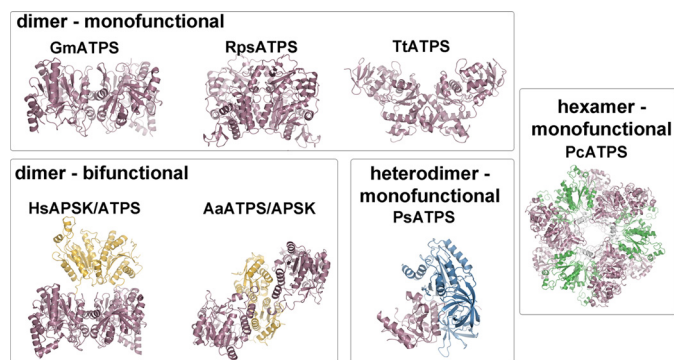 dimer - monofunctional
GmATPS
RpsATPS
TtATPS
hexamer -
monofunctional
PcATPS
dimer - bifunctional
HsAPSK/ATPS
AaATPS/APSK
heterodimer -
monofunctional
PsATPS